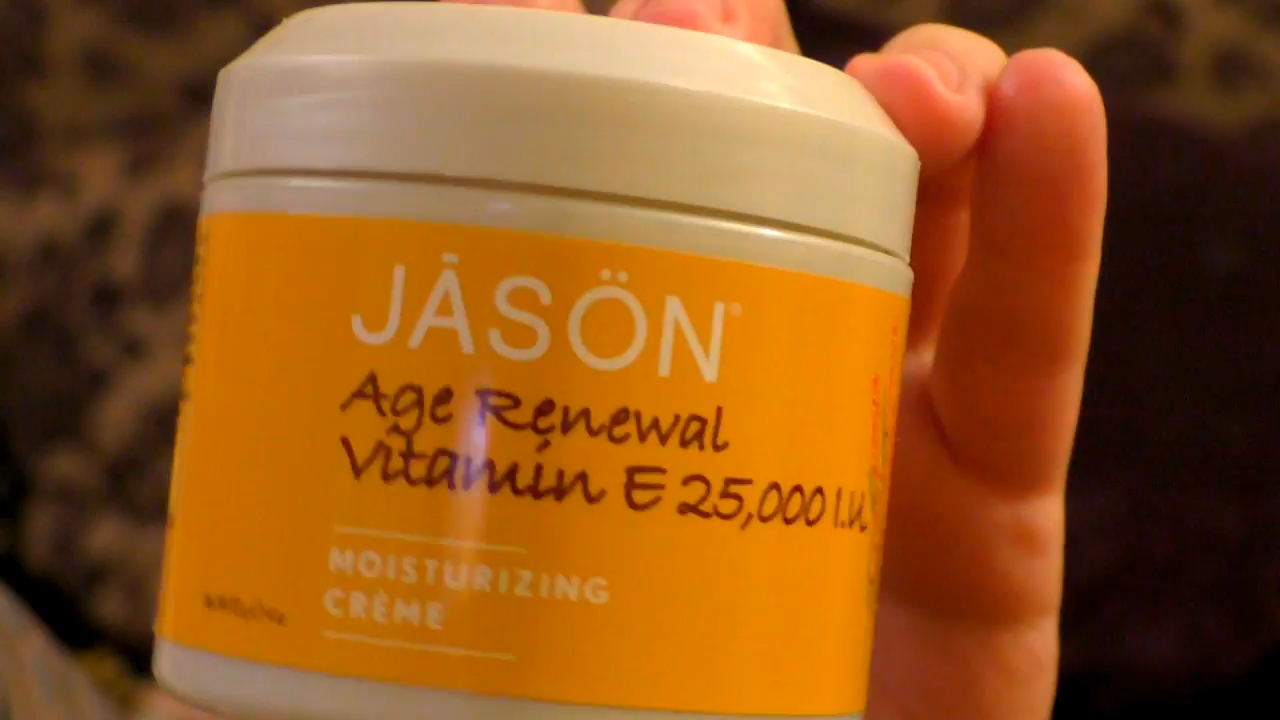 JĀSÖN
Age Renewal
Vitamin E 25,000 I.U.
MOISTURIZING
CRÈME